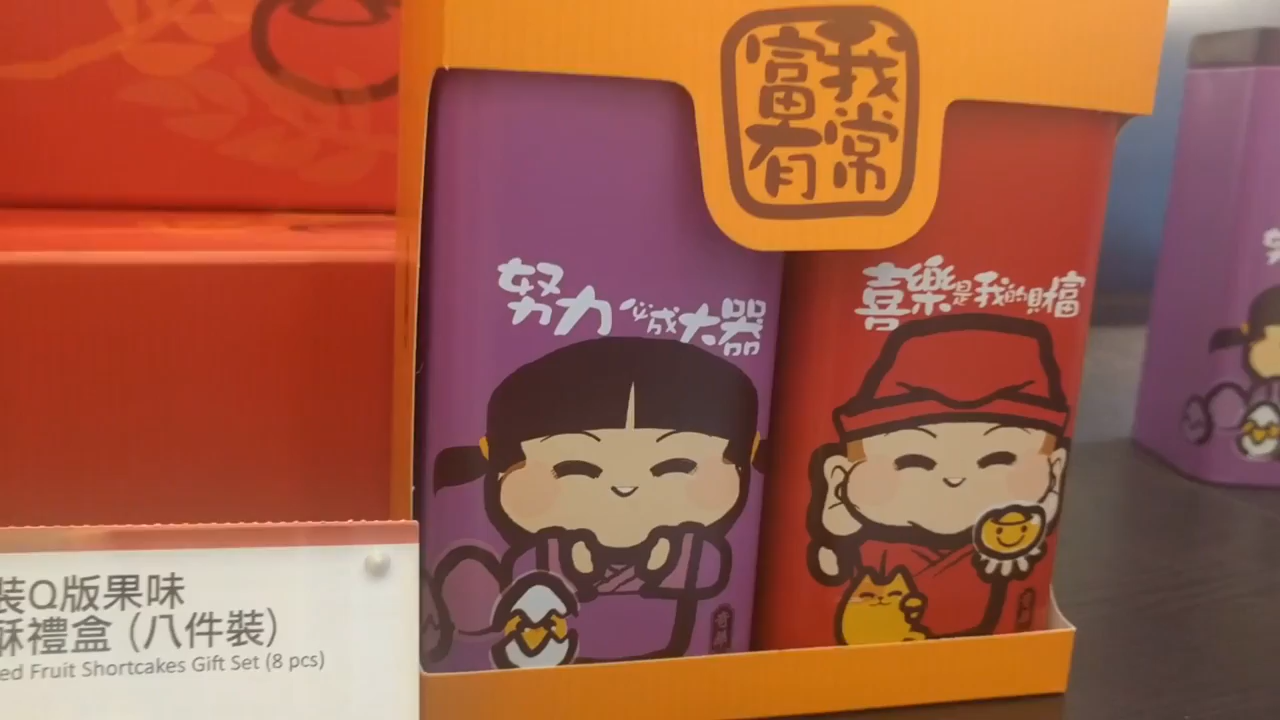 我常
富有
努力必成大器
喜樂是我的財富
裝Q版果味
酥禮盒 (八件裝)
ed Fruit Shortcakes Gift Set (8 pcs)